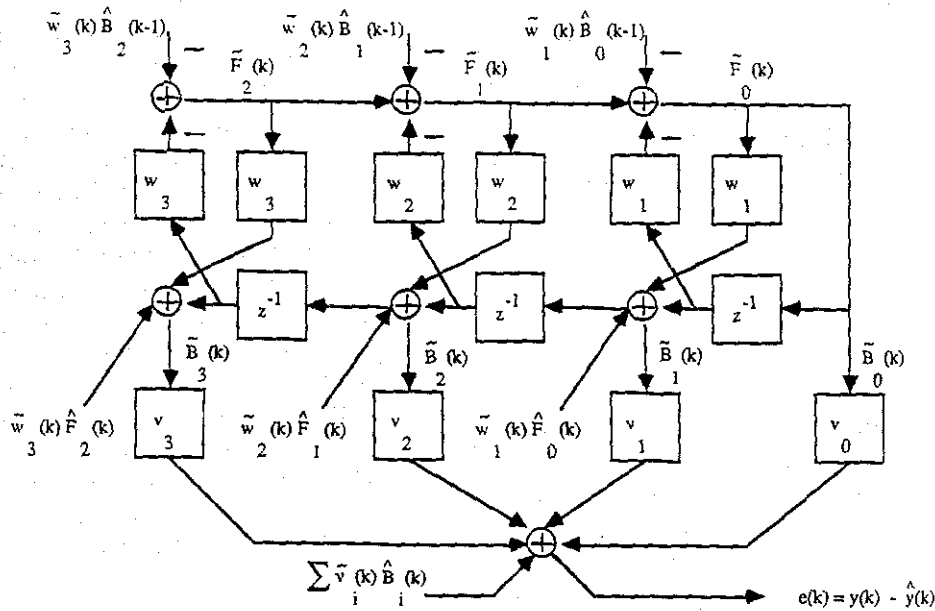 w̃₃(k) B̂₂(k-1) w̃₂(k) B̂₁(k-1) w̃₁(k) B̂₀(k-1)
− − −
F̃₂(k) F̃₁(k) F̃₀(k)
+ + +
− − −
w₃ w₃ w₂ w₂ w₁ w₁
+ z⁻¹ + z⁻¹ + z⁻¹
B̃₃(k) B̃₂(k) B̃₁(k) B̃₀(k)
w̃₃(k) F̂₂(k) v₃ w̃₂(k) F̂₁(k) v₂ w̃₁(k) F̂₀(k) v₁ v₀
+
∑ ṽᵢ(k) B̂ᵢ(k) e(k) = y(k) - ŷ(k)